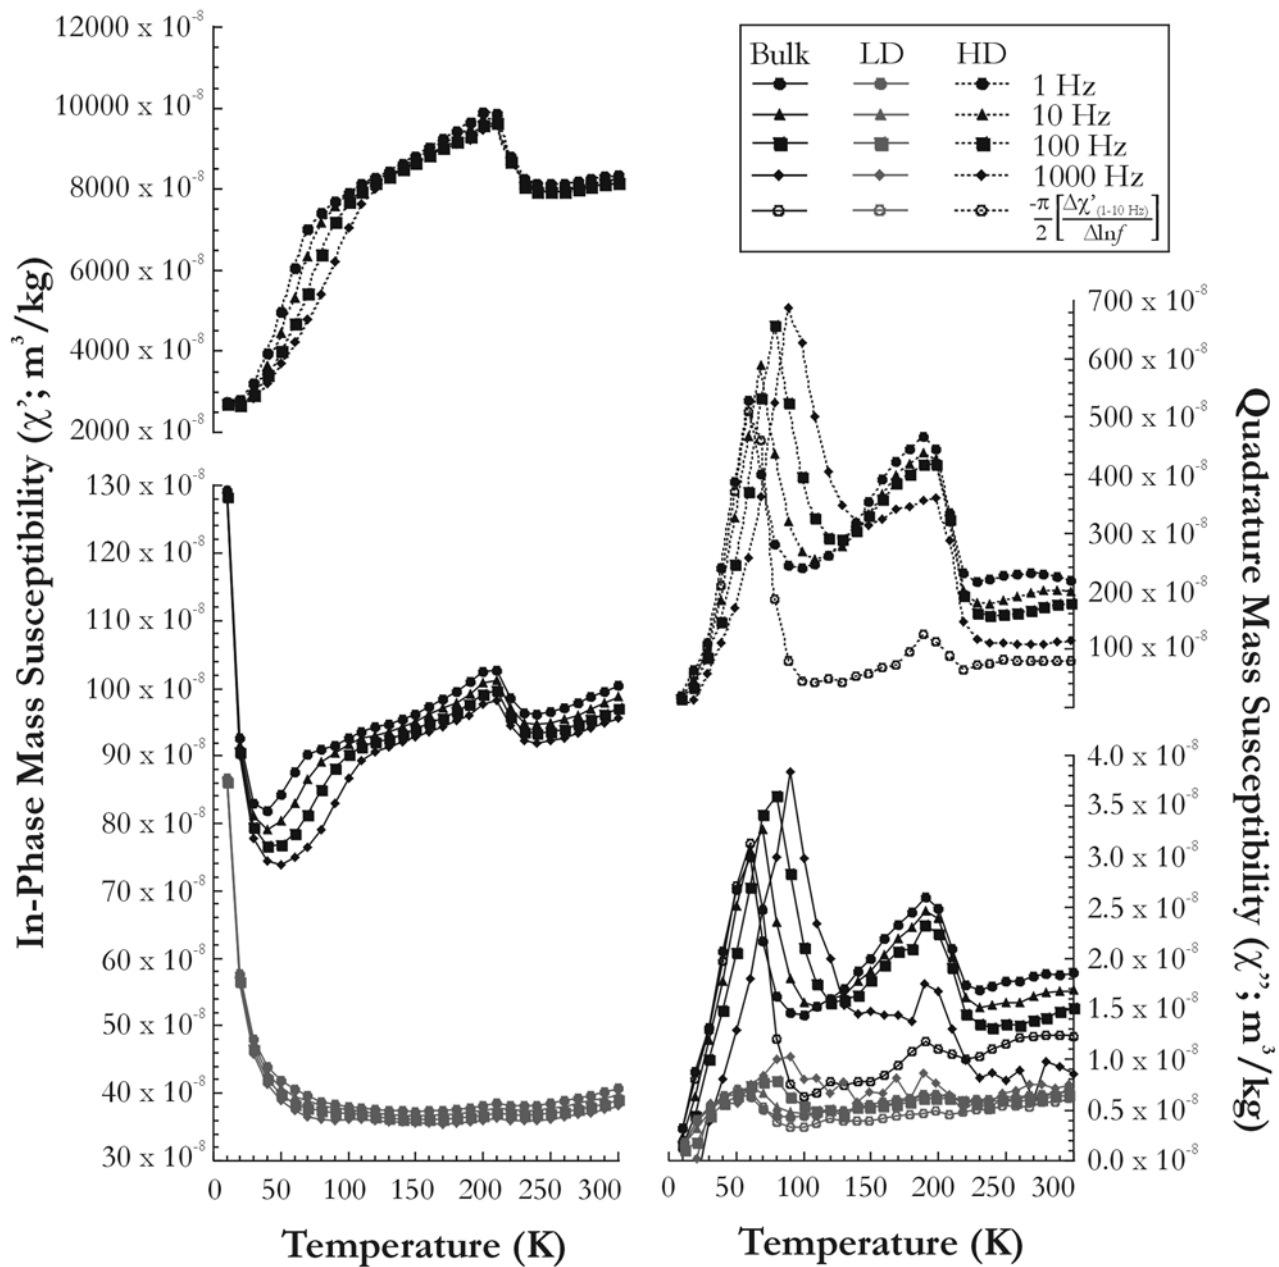 12000 x 10⁻⁸
10000 x 10⁻⁸
8000 x 10⁻⁸
6000 x 10⁻⁸
4000 x 10⁻⁸
2000 x 10⁻⁸
130 x 10⁻⁸
120 x 10⁻⁸
110 x 10⁻⁸
100 x 10⁻⁸
90 x 10⁻⁸
80 x 10⁻⁸
70 x 10⁻⁸
60 x 10⁻⁸
50 x 10⁻⁸
40 x 10⁻⁸
30 x 10⁻⁸
In-Phase Mass Susceptibility (χ'; m³/kg)
0 50 100 150 200 250 300
Temperature (K)
Bulk LD HD
1 Hz
10 Hz
100 Hz
1000 Hz
-π/2 [Δχ'(1-10 Hz)/Δlnf]
700 x 10⁻⁸
600 x 10⁻⁸
500 x 10⁻⁸
400 x 10⁻⁸
300 x 10⁻⁸
200 x 10⁻⁸
100 x 10⁻⁸
4.0 x 10⁻⁸
3.5 x 10⁻⁸
3.0 x 10⁻⁸
2.5 x 10⁻⁸
2.0 x 10⁻⁸
1.5 x 10⁻⁸
1.0 x 10⁻⁸
0.5 x 10⁻⁸
0.0 x 10⁻⁸
Quadrature Mass Susceptibility (χ''; m³/kg)
0 50 100 150 200 250 300
Temperature (K)